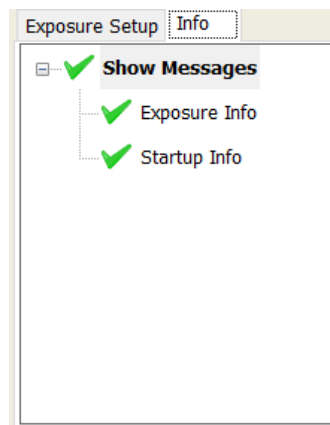 Exposure Setup Info
Show Messages
Exposure Info
Startup Info